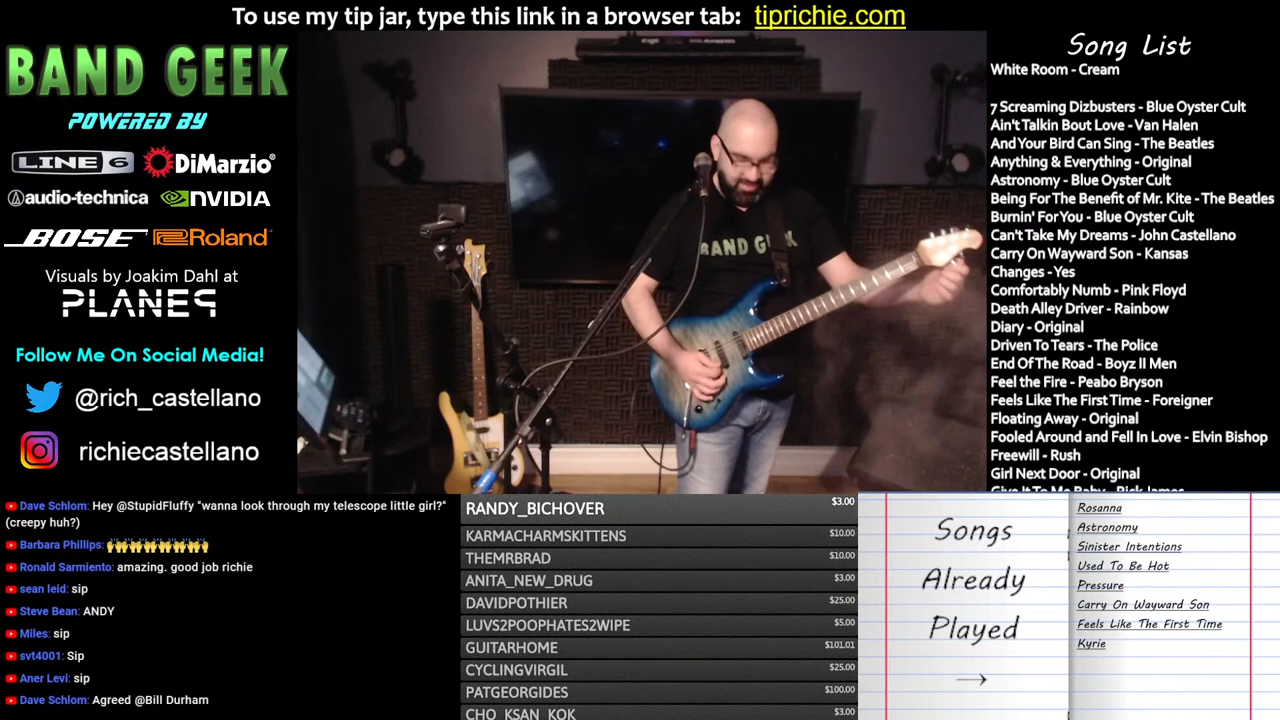 To use my tip jar, type this link in a browser tab: tiprichie.com
BAND GEEK
POWERED BY
LINE 6
DiMarzio
audio-technica
NVIDIA
BOSE
Roland
Visuals by Joakim Dahl at
PLANE9
Follow Me On Social Media!
@rich_castellano
richiecastellano
BAND GEEK
Song List
White Room - Cream
7 Screaming Dizbusters - Blue Oyster Cult
Ain't Talkin Bout Love - Van Halen
And Your Bird Can Sing - The Beatles
Anything & Everything - Original
Astronomy - Blue Oyster Cult
Being For The Benefit of Mr. Kite - The Beatles
Burnin' For You - Blue Oyster Cult
Can't Take My Dreams - John Castellano
Carry On Wayward Son - Kansas
Changes - Yes
Comfortably Numb - Pink Floyd
Death Alley Driver - Rainbow
Diary - Original
Driven To Tears - The Police
End Of The Road - Boyz II Men
Feel the Fire - Peabo Bryson
Feels Like The First Time - Foreigner
Floating Away - Original
Fooled Around and Fell In Love - Elvin Bishop
Freewill - Rush
Girl Next Door - Original
Give It To Me Baby - Rick James
Dave Schlom: Hey @StupidFluffy "wanna look through my telescope little girl?"
(creepy huh?)
Barbara Phillips:
Ronald Sarmiento: amazing. good job richie
sean leid: sip
Steve Bean: ANDY
Miles: sip
svt4001: Sip
Aner Levi: sip
Dave Schlom: Agreed @Bill Durham
RANDY_BICHOVER $3.00
KARMACHARMSKITTENS $10.00
THEMRBRAD $10.00
ANITA_NEW_DRUG $3.00
DAVIDPOTHIER $25.00
LUVS2POOPHATES2WIPE $5.00
GUITARHOME $101.01
CYCLINGVIRGIL $25.00
PATGEORGIDES $100.00
CHO_KSAN_KOK $3.00
Songs
Already
Played
→
Rosanna
Astronomy
Sinister Intentions
Used To Be Hot
Pressure
Carry On Wayward Son
Feels Like The First Time
Kyrie